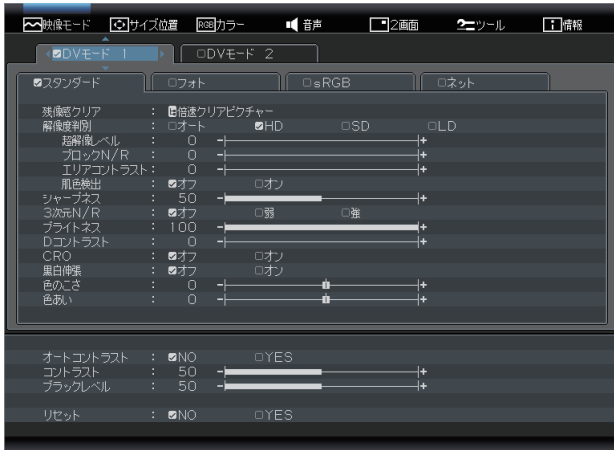 映像モード サイズ位置 RGB カラー 音声 2画面 ツール 情報
☑DVモード 1 □DVモード 2
☑スタンダード □フォト □sRGB □ネット
残像感クリア : 倍速クリアピクチャー
解像度判別 : □オート ☑HD □SD □LD
超解像レベル : 0 - +
ブロックN/R : 0 - +
エリアコントラスト : 0 - +
肌色検出 : ☑オフ □オン
シャープネス : 50 - +
3次元N/R : ☑オフ □弱 □強
ブライトネス : 100 - +
Dコントラスト : 0 - +
CRO : ☑オフ □オン
黒白伸張 : ☑オフ □オン
色のこさ : 0 - +
色あい : 0 - +
オートコントラスト : ☑NO □YES
コントラスト : 50 - +
ブラックレベル : 50 - +
リセット : ☑NO □YES